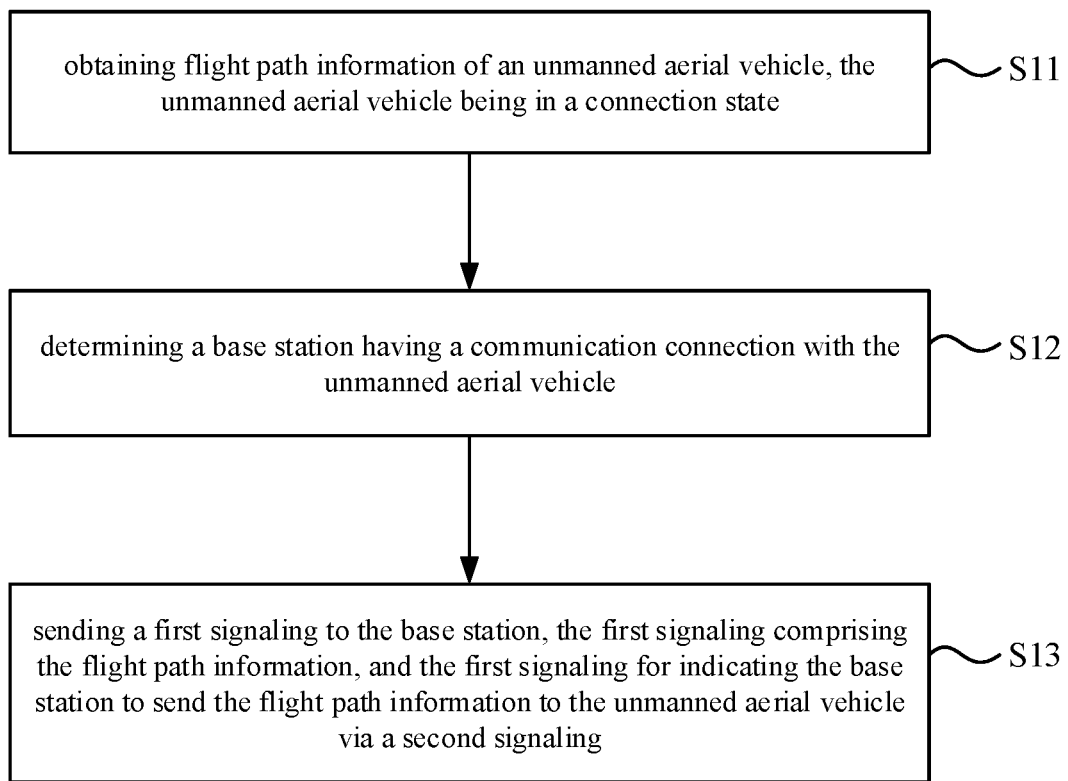 obtaining flight path information of an unmanned aerial vehicle, the
unmanned aerial vehicle being in a connection state
S11
determining a base station having a communication connection with the
unmanned aerial vehicle
S12
sending a first signaling to the base station, the first signaling comprising
the flight path information, and the first signaling for indicating the base
station to send the flight path information to the unmanned aerial vehicle
via a second signaling
S13